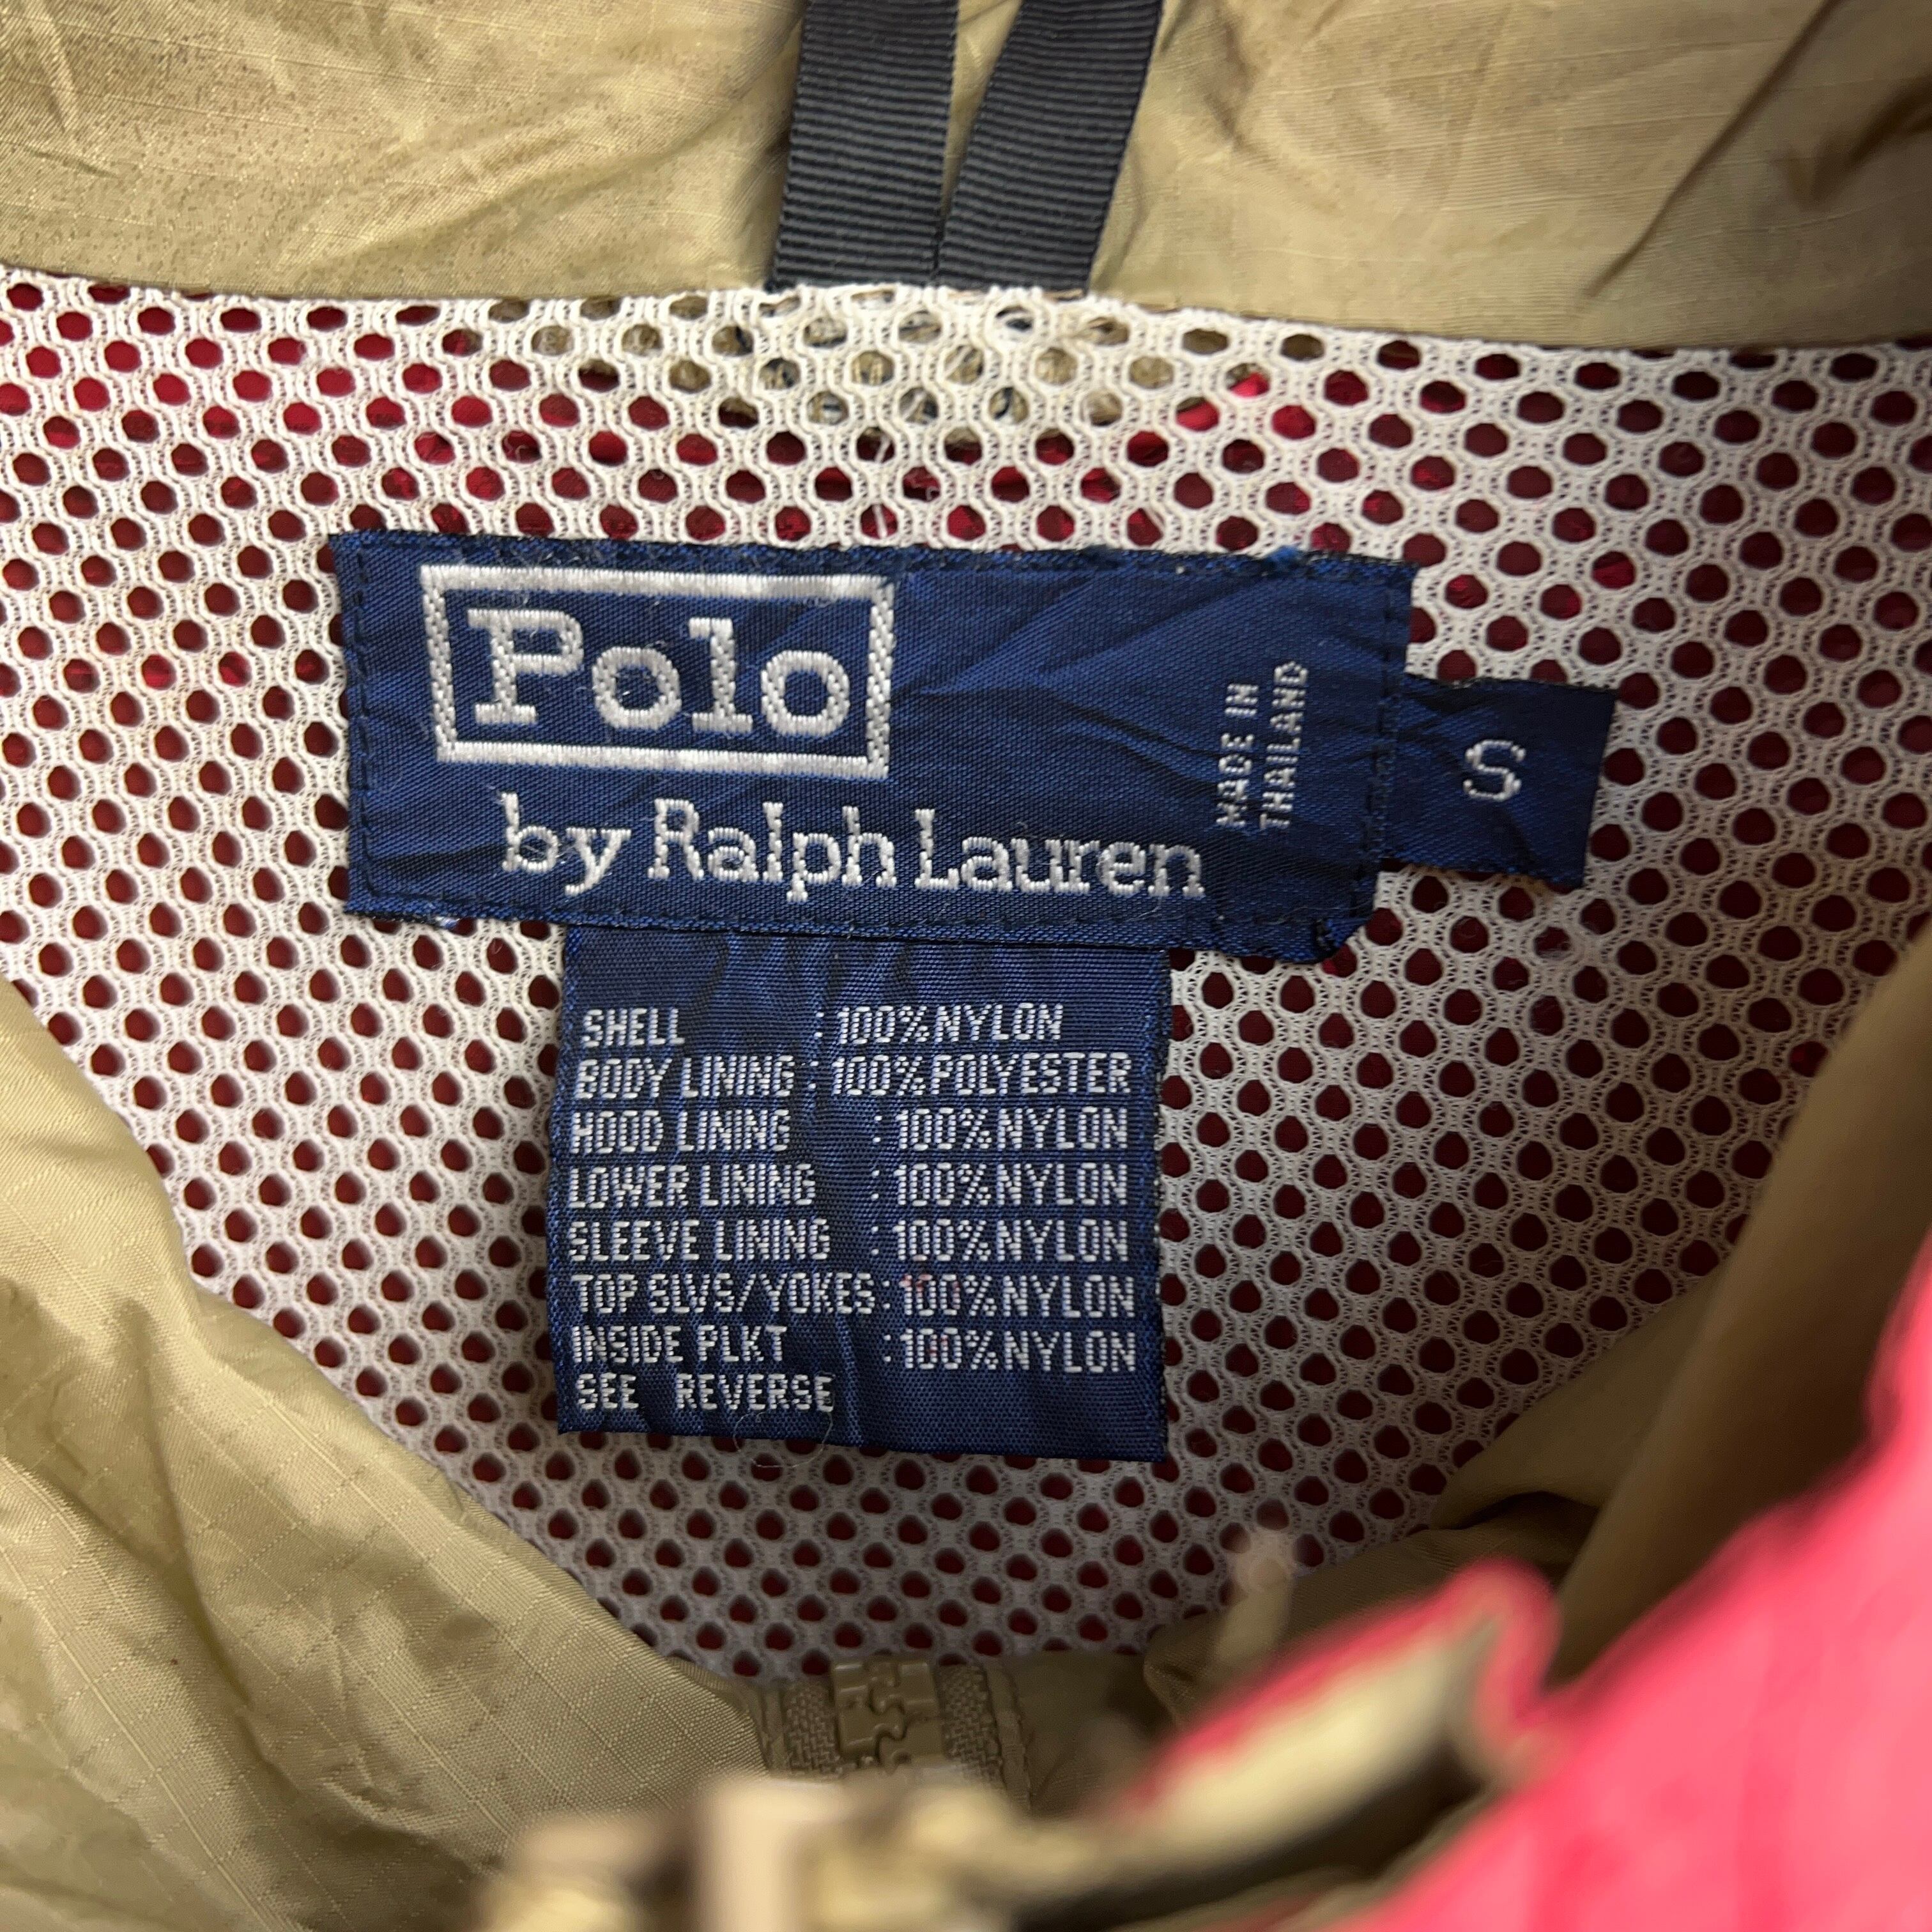 Polo
by Ralph Lauren
MADE IN
THAILAND
S
SHELL : 100% NYLON
BODY LINING : 100% POLYESTER
HOOD LINING : 100% NYLON
LOWER LINING : 100% NYLON
SLEEVE LINING : 100% NYLON
TOP SLVS/YOKES : 100% NYLON
INSIDE PLKT : 100% NYLON
SEE REVERSE